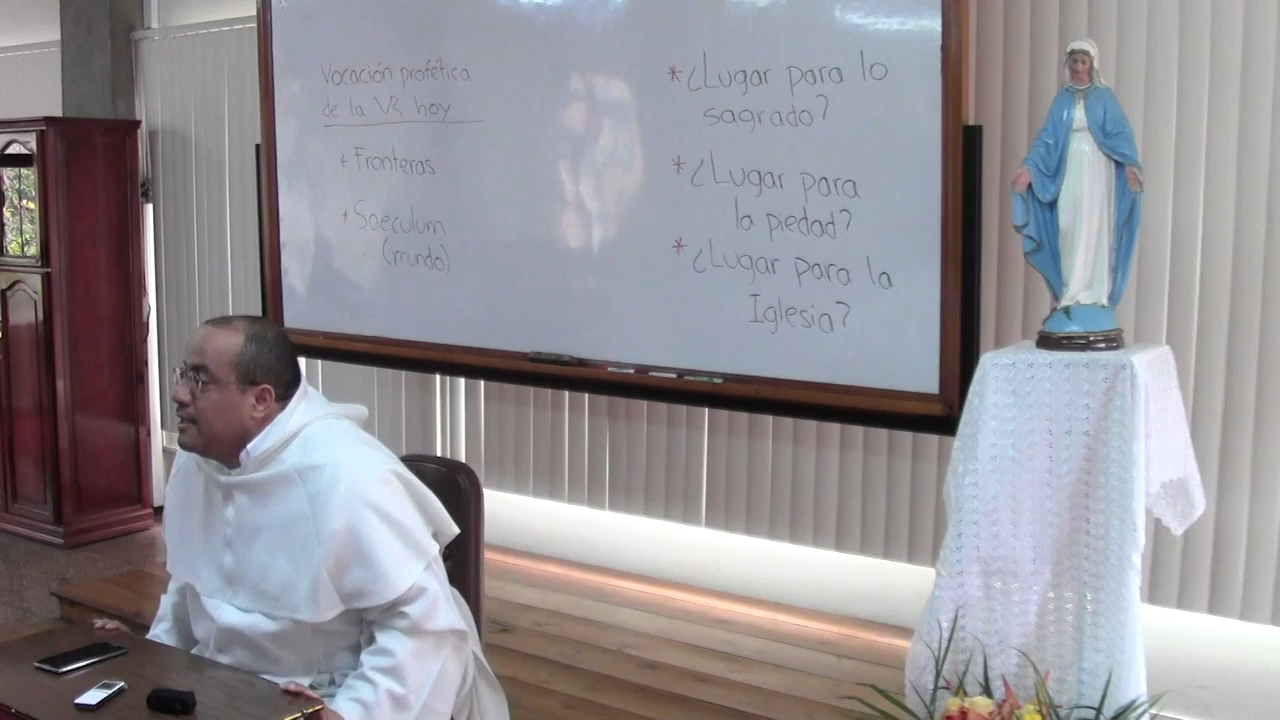 Vocación profética
de la VR hoy
+ Fronteras
+ Saeculum
(mundo)
*¿Lugar para lo
sagrado?
*¿Lugar para
la piedad?
*¿Lugar para la
Iglesia?